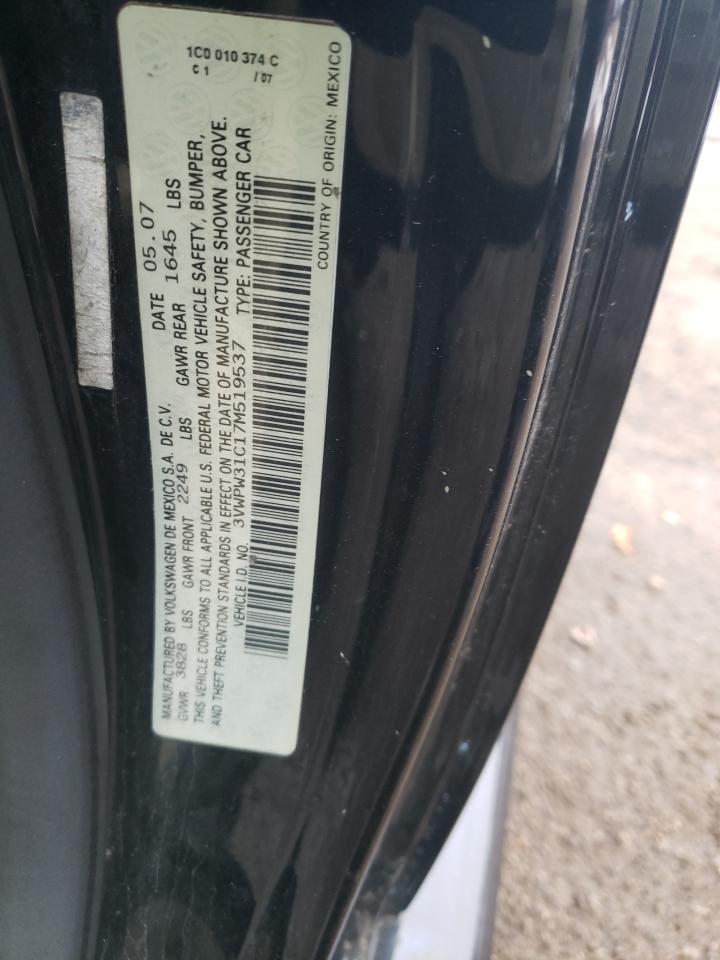 1C0 010 374 C
C 1 / 07
MANUFACTURED BY VOLKSWAGEN DE MEXICO S.A. DE C.V. DATE 05.07
GVWR 3828 LBS GAWR FRONT 2249 LBS GAWR REAR 1645 LBS
THIS VEHICLE CONFORMS TO ALL APPLICABLE U.S. FEDERAL MOTOR VEHICLE SAFETY, BUMPER,
AND THEFT PREVENTION STANDARDS IN EFFECT ON THE DATE OF MANUFACTURE SHOWN ABOVE.
VEHICLE I.D. NO. 3VWPW31C17M519537 TYPE: PASSENGER CAR
COUNTRY OF ORIGIN: MEXICO